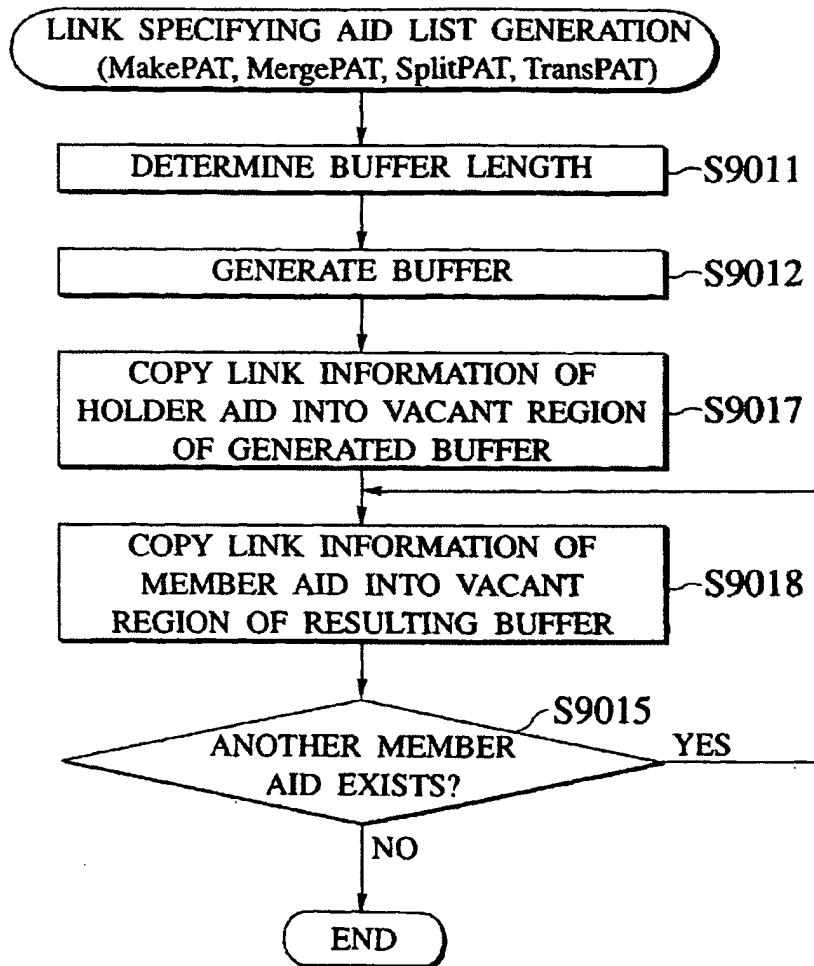 LINK SPECIFYING AID LIST GENERATION
(MakePAT, MergePAT, SplitPAT, TransPAT)
DETERMINE BUFFER LENGTH
S9011
GENERATE BUFFER
S9012
COPY LINK INFORMATION OF
HOLDER AID INTO VACANT REGION
OF GENERATED BUFFER
S9017
COPY LINK INFORMATION OF
MEMBER AID INTO VACANT
REGION OF RESULTING BUFFER
S9018
S9015
ANOTHER MEMBER
AID EXISTS?
YES
NO
END